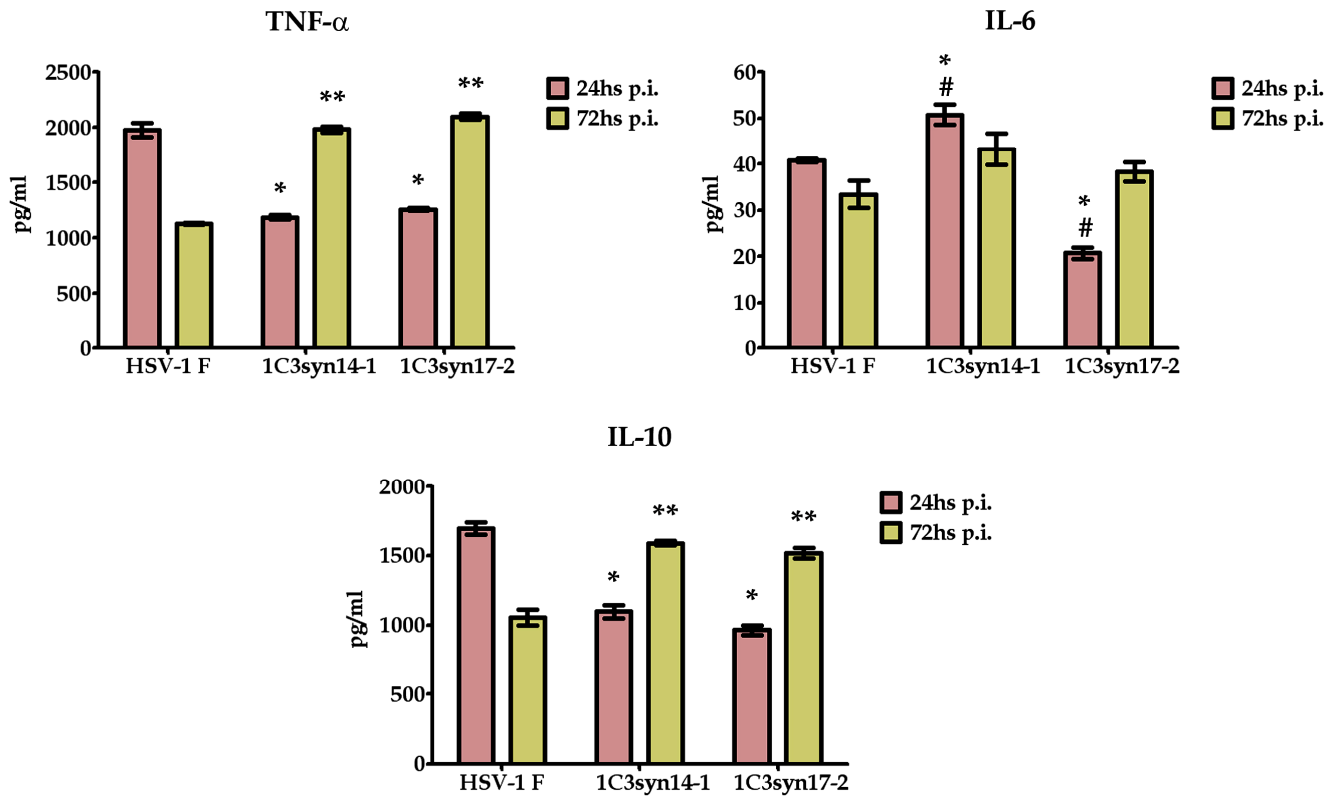 TNF-α
2500
2000
1500
1000
500
0
pg/ml
*
**
*
**
24hs p.i.
72hs p.i.
HSV-1 F 1C3syn14-1 1C3syn17-2
IL-6
60
50
40
30
20
10
0
pg/ml
*
#
*
#
24hs p.i.
72hs p.i.
HSV-1 F 1C3syn14-1 1C3syn17-2
IL-10
2000
1500
1000
500
0
pg/ml
*
**
*
**
24hs p.i.
72hs p.i.
HSV-1 F 1C3syn14-1 1C3syn17-2